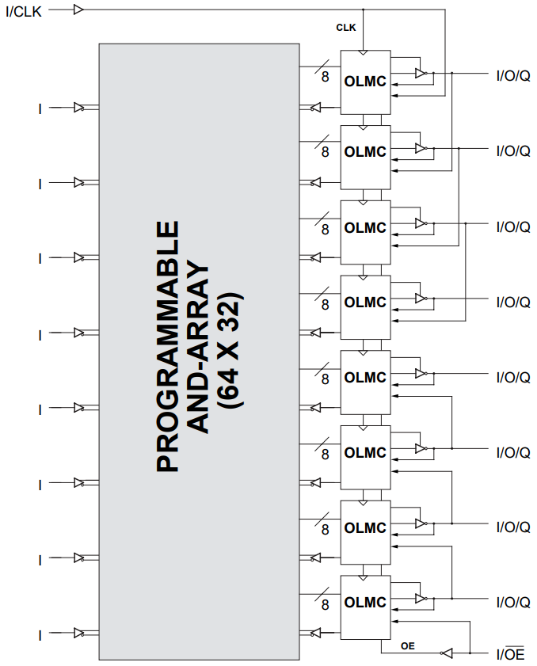 I/CLK
CLK
8
OLMC
I/O/Q
I
8
OLMC
I/O/Q
I
8
OLMC
I/O/Q
I
8
OLMC
I/O/Q
I
PROGRAMMABLE
AND-ARRAY
(64 X 32)
8
OLMC
I/O/Q
I
8
OLMC
I/O/Q
I
8
OLMC
I/O/Q
I
8
OLMC
I/O/Q
I
OE
I/O̅E̅